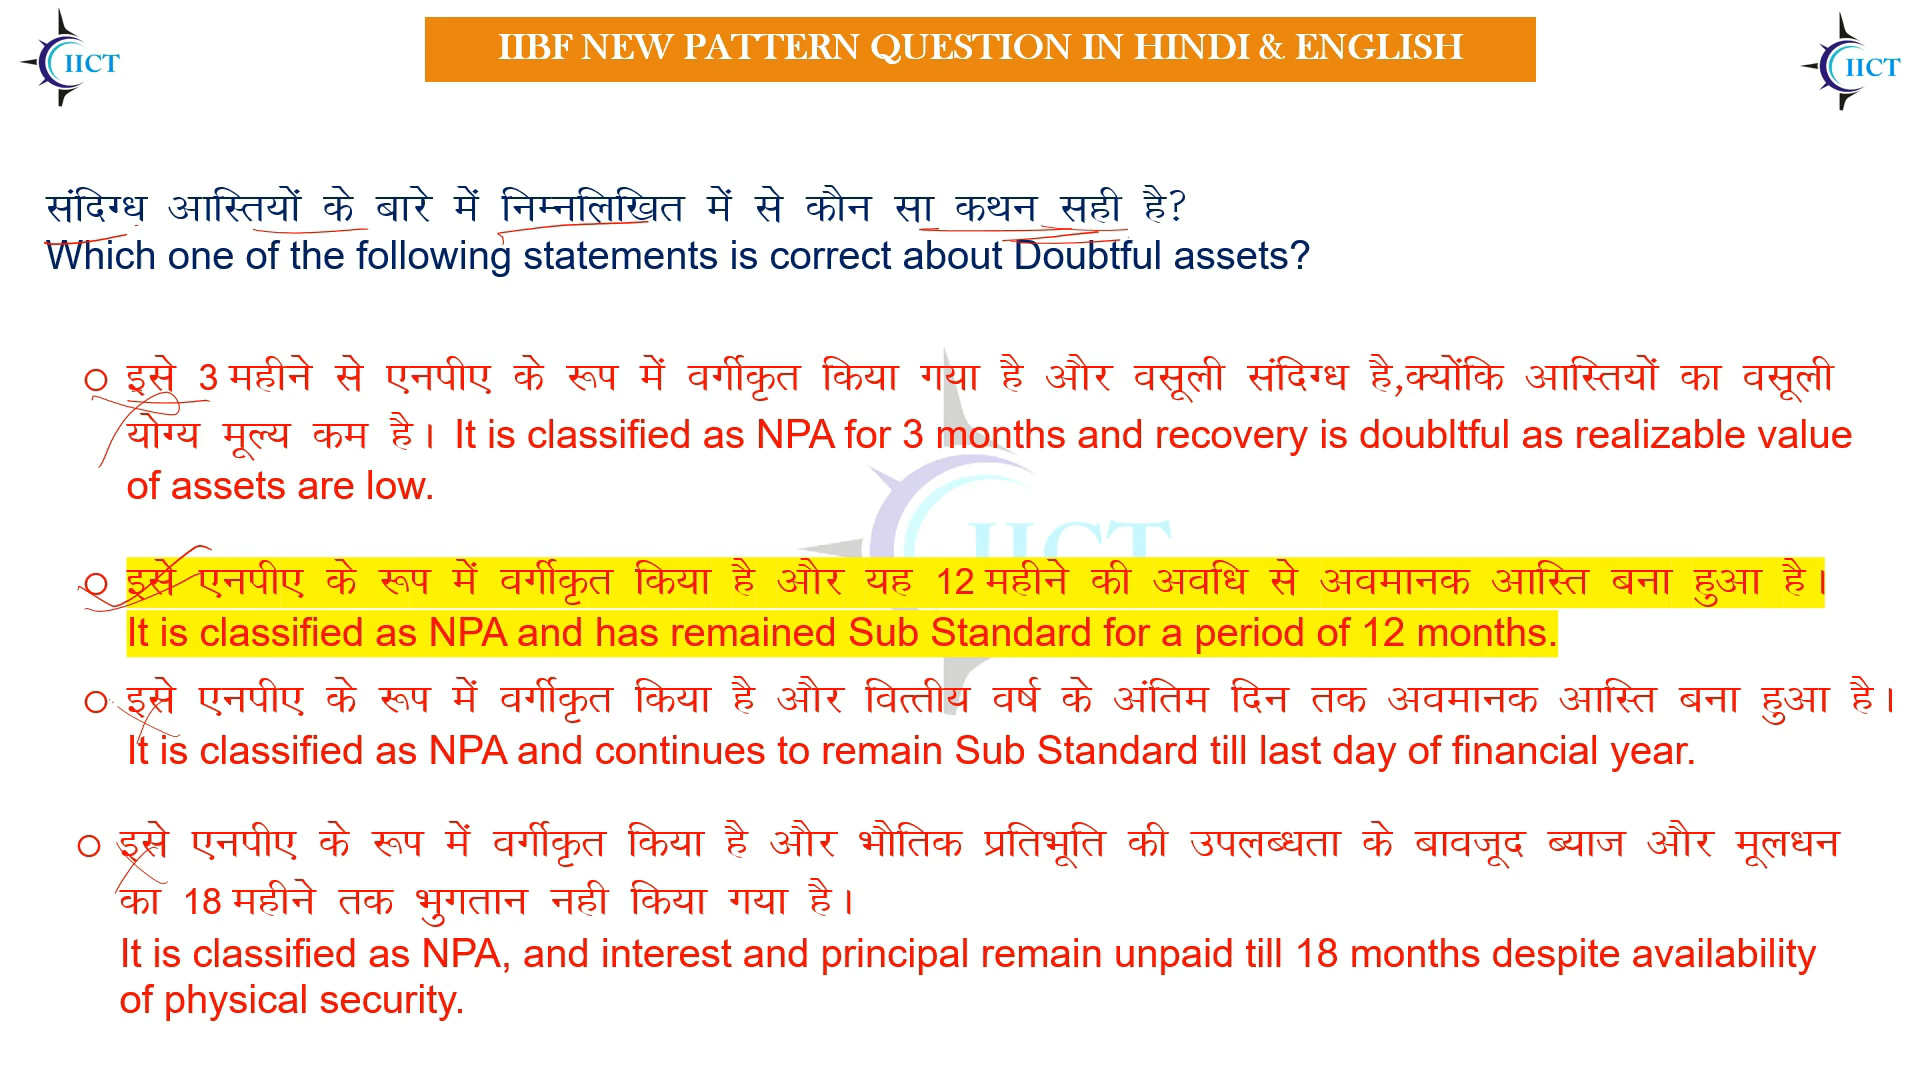 IICT
IIBF NEW PATTERN QUESTION IN HINDI & ENGLISH
IICT
संदिग्ध आस्तियों के बारे में निम्नलिखित में से कौन सा कथन सही है?
Which one of the following statements is correct about Doubtful assets?
इसे 3 महीने से एनपीए के रूप में वर्गीकृत किया गया है और वसूली संदिग्ध है,क्योंकि आस्तियों का वसूली
योग्य मूल्य कम है। It is classified as NPA for 3 months and recovery is doubltful as realizable value
of assets are low.
IICT
इसे एनपीए के रूप में वर्गीकृत किया है और यह 12 महीने की अवधि से अवमानक आस्ति बना हुआ है।
It is classified as NPA and has remained Sub Standard for a period of 12 months.
इसे एनपीए के रूप में वर्गीकृत किया है और वित्तीय वर्ष के अंतिम दिन तक अवमानक आस्ति बना हुआ है।
It is classified as NPA and continues to remain Sub Standard till last day of financial year.
इसे एनपीए के रूप में वर्गीकृत किया है और भौतिक प्रतिभूति की उपलब्धता के बावजूद ब्याज और मूलधन
का 18 महीने तक भुगतान नही किया गया है।
It is classified as NPA, and interest and principal remain unpaid till 18 months despite availability
of physical security.